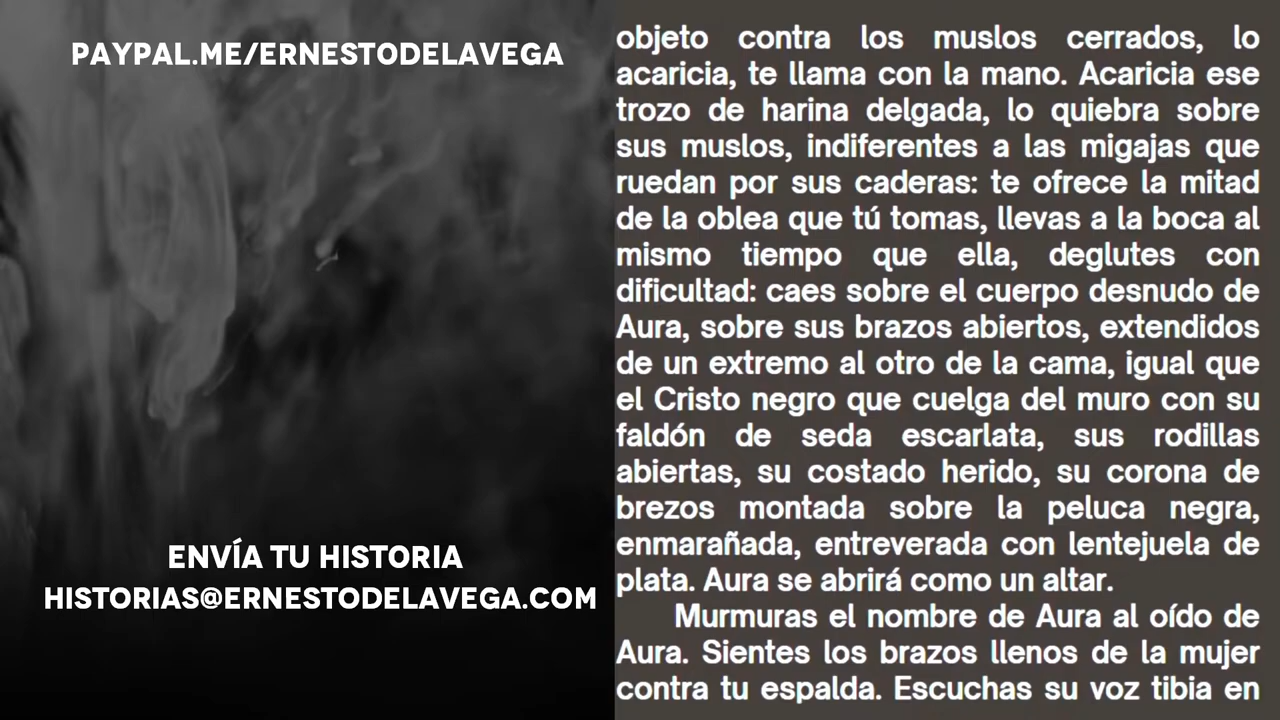 PAYPAL.ME/ERNESTODELAVEGA
ENVÍA TU HISTORIA
HISTORIAS@ERNESTODELAVEGA.COM
objeto contra los muslos cerrados, lo
acaricia, te llama con la mano. Acaricia ese
trozo de harina delgada, lo quiebra sobre
sus muslos, indiferentes a las migajas que
ruedan por sus caderas: te ofrece la mitad
de la oblea que tú tomas, llevas a la boca al
mismo tiempo que ella, deglutes con
dificultad: caes sobre el cuerpo desnudo de
Aura, sobre sus brazos abiertos, extendidos
de un extremo al otro de la cama, igual que
el Cristo negro que cuelga del muro con su
faldón de seda escarlata, sus rodillas
abiertas, su costado herido, su corona de
brezos montada sobre la peluca negra,
enmarañada, entreverada con lentejuela de
plata. Aura se abrirá como un altar.
Murmuras el nombre de Aura al oído de
Aura. Sientes los brazos llenos de la mujer
contra tu espalda. Escuchas su voz tibia en